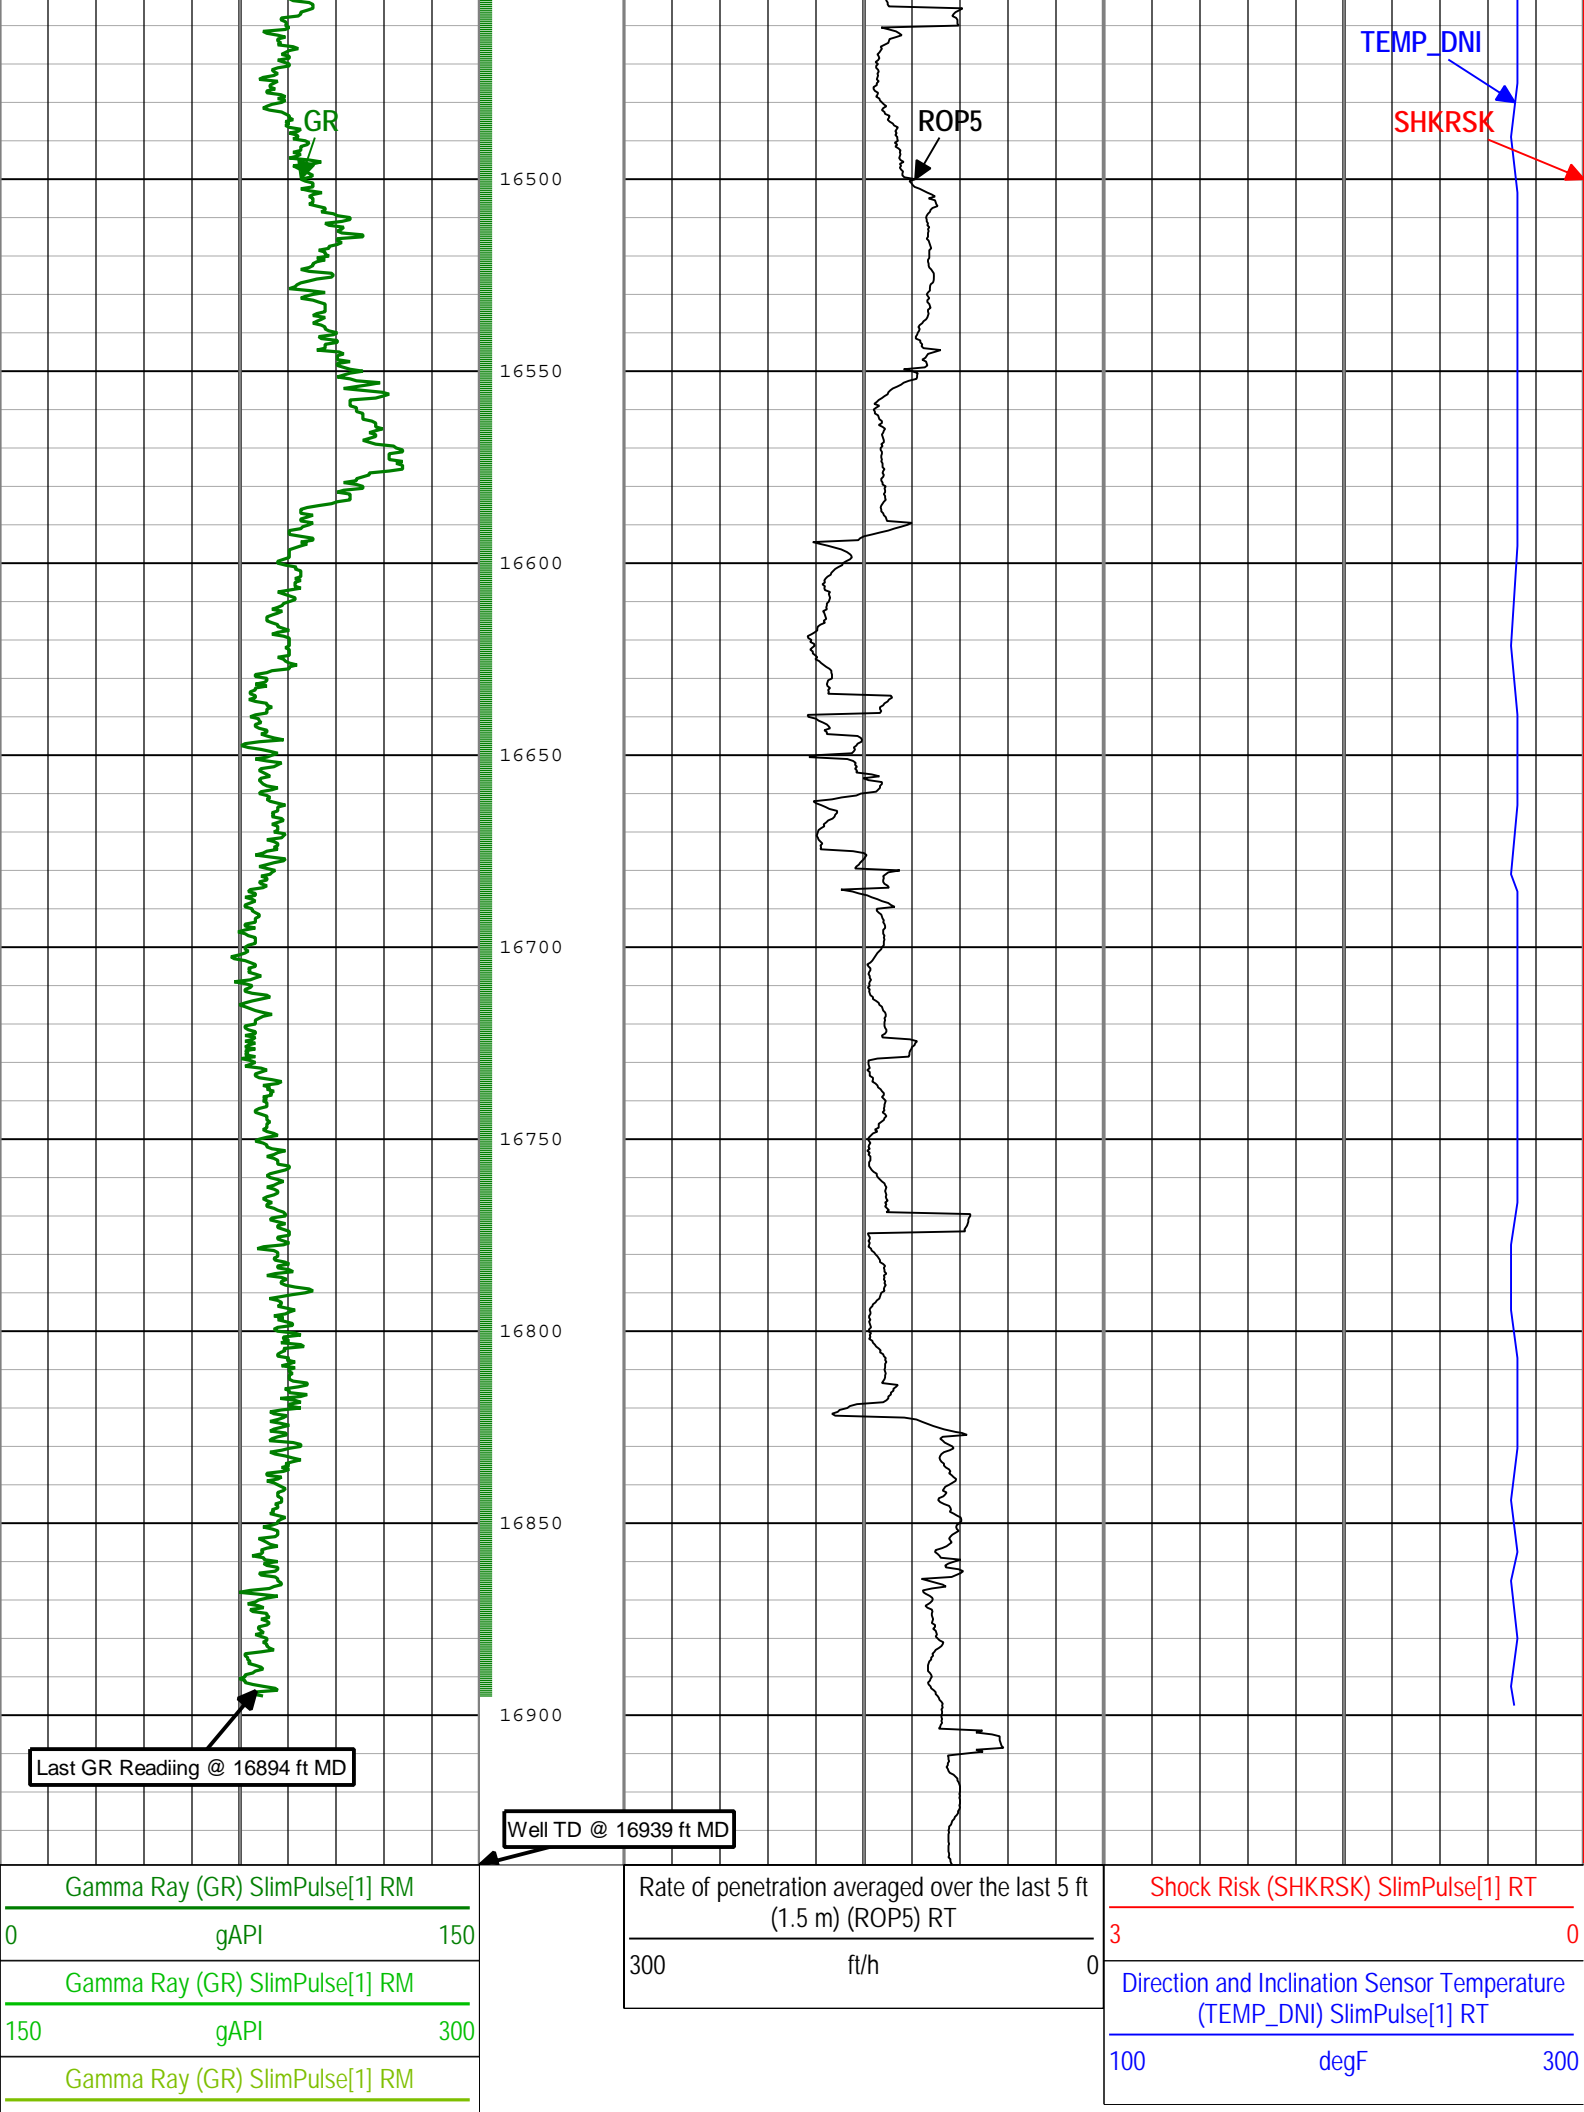 TEMP_DNI
GR
ROP5
SHKRSK
16500
16550
16600
16650
16700
16750
16800
16850
16900
Last GR Readiing @ 16894 ft MD
Well TD @ 16939 ft MD
Gamma Ray (GR) SlimPulse[1] RM
0 gAPI 150
Gamma Ray (GR) SlimPulse[1] RM
150 gAPI 300
Gamma Ray (GR) SlimPulse[1] RM
Rate of penetration averaged over the last 5 ft
(1.5 m) (ROP5) RT
300 ft/h 0
Shock Risk (SHKRSK) SlimPulse[1] RT
3 0
Direction and Inclination Sensor Temperature
(TEMP_DNI) SlimPulse[1] RT
100 degF 300